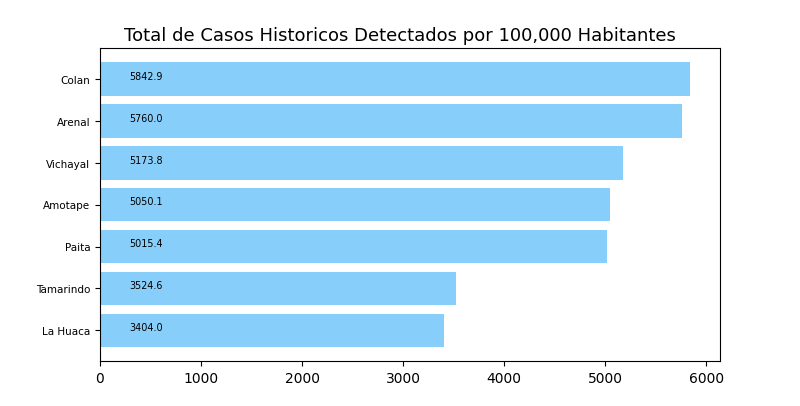 Total de Casos Historicos Detectados por 100,000 Habitantes
Colan 5842.9
Arenal 5760.0
Vichayal 5173.8
Amotape 5050.1
Paita 5015.4
Tamarindo 3524.6
La Huaca 3404.0
0 1000 2000 3000 4000 5000 6000